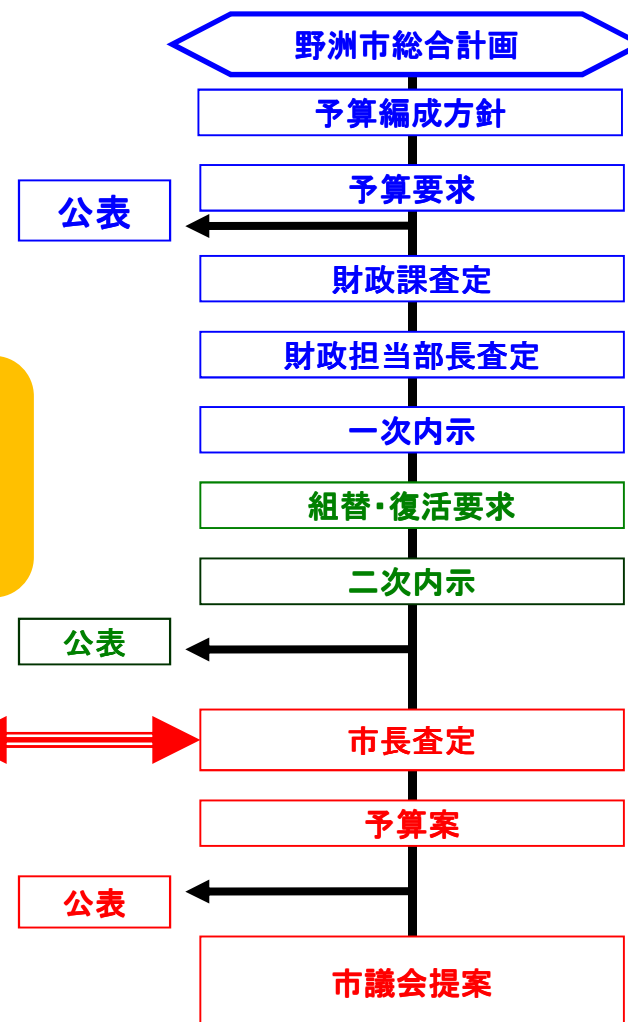 野洲市総合計画
予算編成方針
予算要求
公表
財政課査定
財政担当部長査定
一次内示
組替・復活要求
二次内示
公表
市長査定
予算案
公表
市議会提案